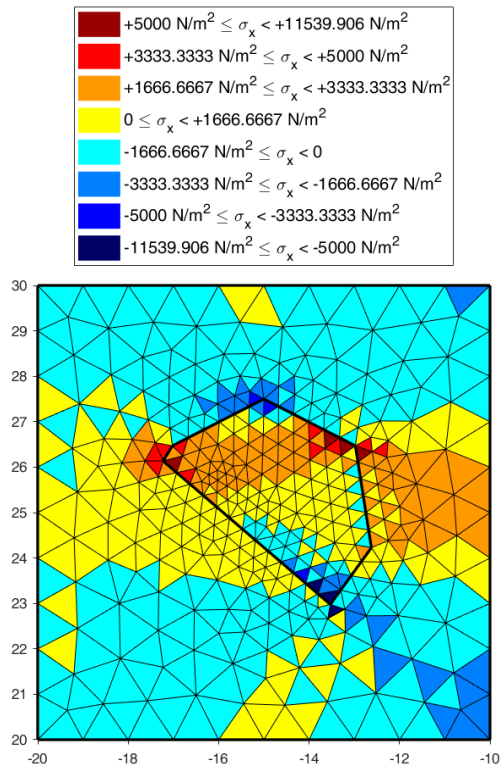 +5000 N/m² ≤ σx < +11539.906 N/m²
+3333.3333 N/m² ≤ σx < +5000 N/m²
+1666.6667 N/m² ≤ σx < +3333.3333 N/m²
0 ≤ σx < +1666.6667 N/m²
-1666.6667 N/m² ≤ σx < 0
-3333.3333 N/m² ≤ σx < -1666.6667 N/m²
-5000 N/m² ≤ σx < -3333.3333 N/m²
-11539.906 N/m² ≤ σx < -5000 N/m²
30
29
28
27
26
25
24
23
22
21
20
-20 -18 -16 -14 -12 -10